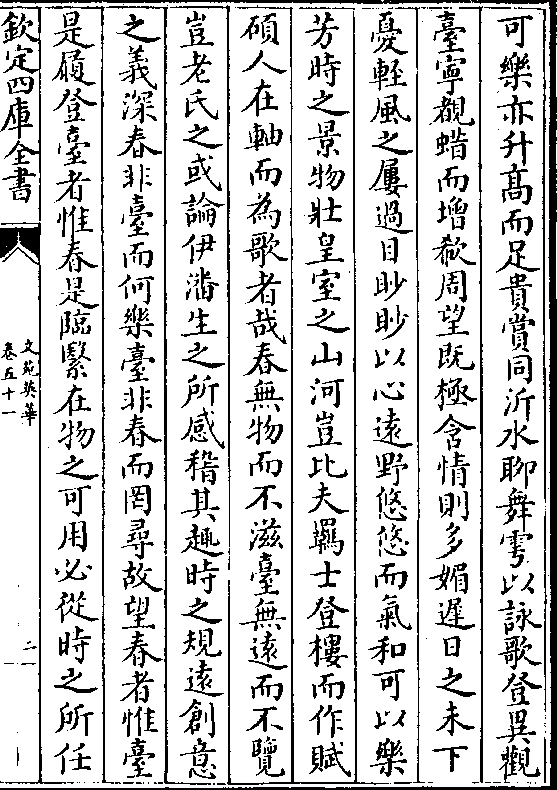 可樂亦升髙而足貴賞同沂水聊舞雩以詠歌登異觀
臺寧覩蜡而增歎周望既極含情則多媚遲日之未下
憂輕風之屢過目眇眇以心逺野悠悠而氣和可以樂
芳時之景物壯皇室之山河豈比夫羈士登樓而作賦
碩人在軸而為歌者哉春無物而不滋臺無逺而不覽
豈老氏之或論伊潘生之所感稽其趣時之規逺創意
之義深春非臺而何樂臺非春而罔尋故望春者惟臺
是履登臺者惟春是臨繄在物之可用必從時之所任
欽定四庫全書
文苑英華
卷五十一
二